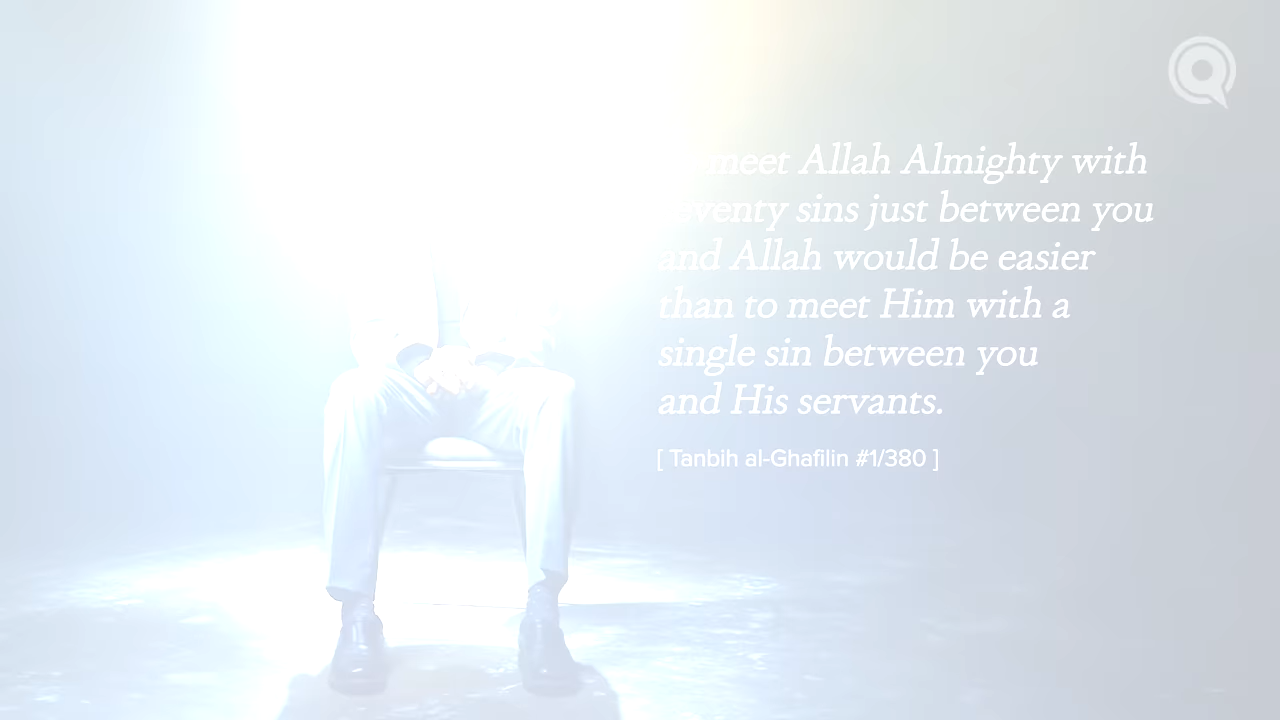 meet Allah Almighty with
sins just between you
and Allah would be easier
than to meet Him with a
single sin between you
and His servants.
[ Tanbih al-Ghafilin #1/380 ]